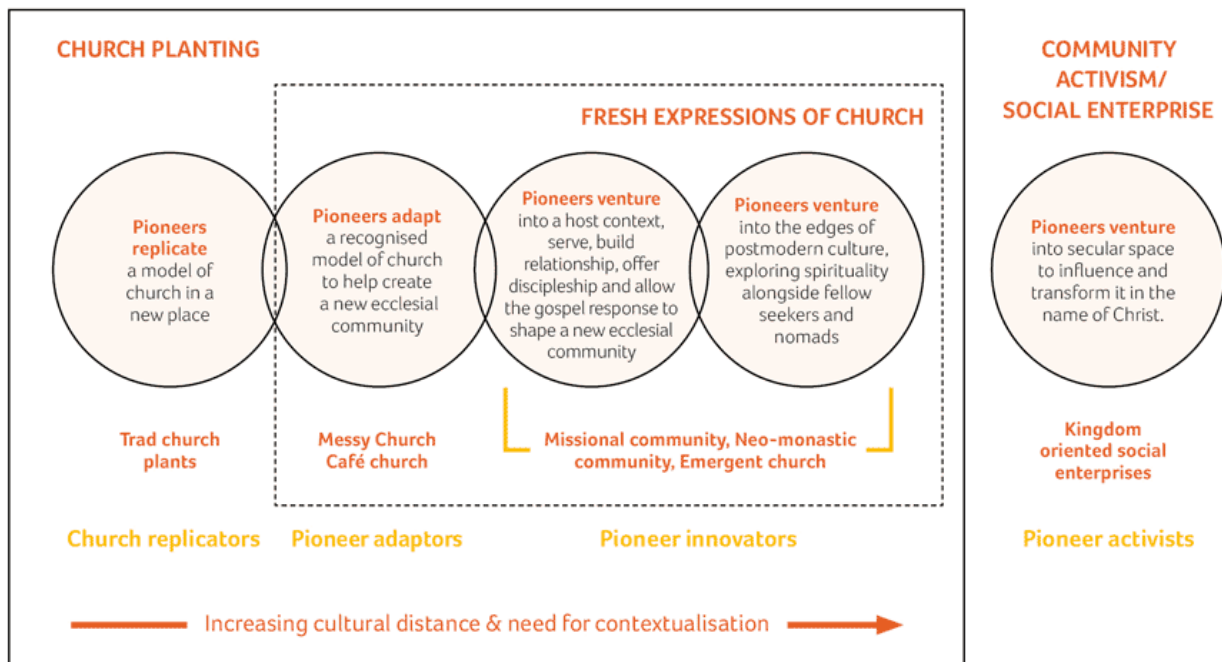 CHURCH PLANTING
FRESH EXPRESSIONS OF CHURCH
Pioneers
replicate
a model of
church in a
new place
Pioneers adapt
a recognised
model of church
to help create
a new ecclesial
community
Pioneers venture
into a host context,
serve, build
relationship, offer
discipleship and allow
the gospel response to
shape a new ecclesial
community
Pioneers venture
into the edges of
postmodern culture,
exploring spirituality
alongside fellow
seekers and
nomads
Trad church
plants
Messy Church
Café church
Missional community, Neo-monastic
community, Emergent church
Church replicators
Pioneer adaptors
Pioneer innovators
Increasing cultural distance & need for contextualisation
COMMUNITY
ACTIVISM/
SOCIAL ENTERPRISE
Pioneers venture
into secular space
to influence and
transform it in the
name of Christ.
Kingdom
oriented social
enterprises
Pioneer activists